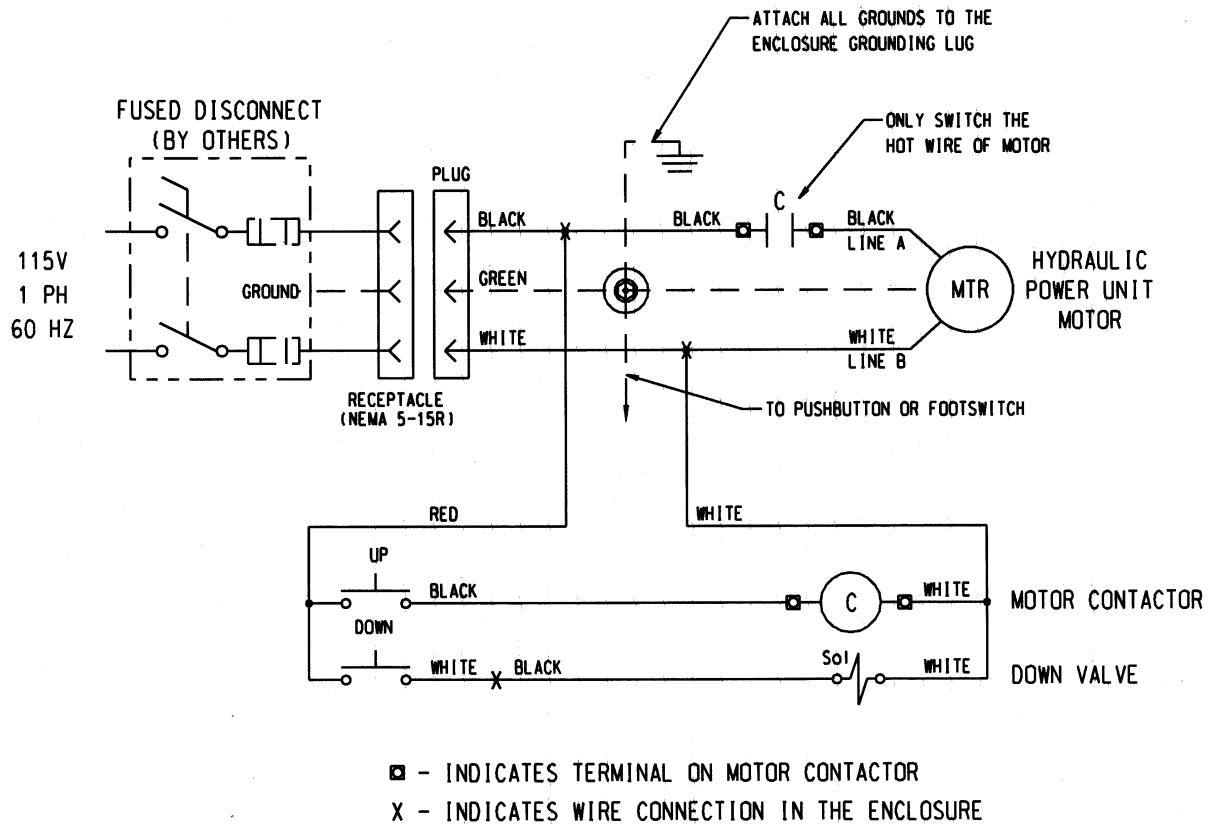 ATTACH ALL GROUNDS TO THE
ENCLOSURE GROUNDING LUG
FUSED DISCONNECT
(BY OTHERS)
ONLY SWITCH THE
HOT WIRE OF MOTOR
PLUG
C
BLACK
BLACK
BLACK
LINE A
115V
1 PH
60 HZ
GROUND
GREEN
MTR
HYDRAULIC
POWER UNIT
MOTOR
WHITE
WHITE
LINE B
RECEPTACLE
(NEMA 5-15R)
TO PUSHBUTTON OR FOOTSWITCH
RED
WHITE
UP
BLACK
C
WHITE
MOTOR CONTACTOR
DOWN
WHITE
X
BLACK
Sol
WHITE
DOWN VALVE
- INDICATES TERMINAL ON MOTOR CONTACTOR
X - INDICATES WIRE CONNECTION IN THE ENCLOSURE